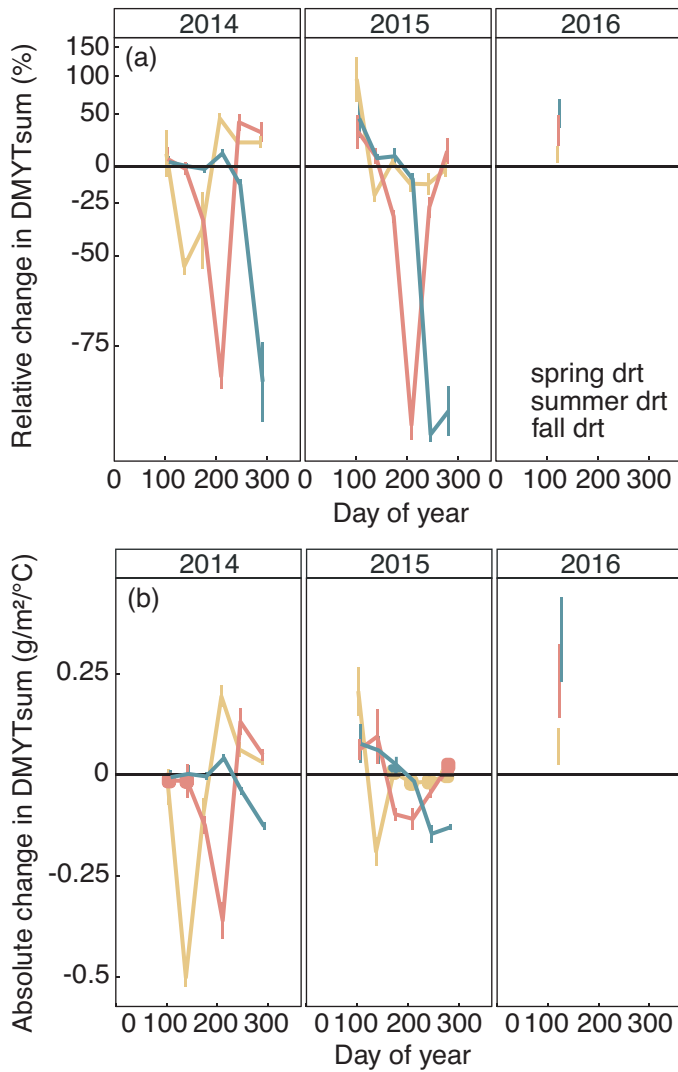 2014 2015 2016
(a)
Relative change in DMYTsum (%)
150
100
50
0
-25
-50
-75
spring drt
summer drt
fall drt
0 100 200 300 0 100 200 300 0 100 200 300
Day of year
2014 2015 2016
(b)
Absolute change in DMYTsum (g/m²/°C)
0.25
0
-0.25
-0.5
0 100 200 300 0 100 200 300 0 100 200 300
Day of year